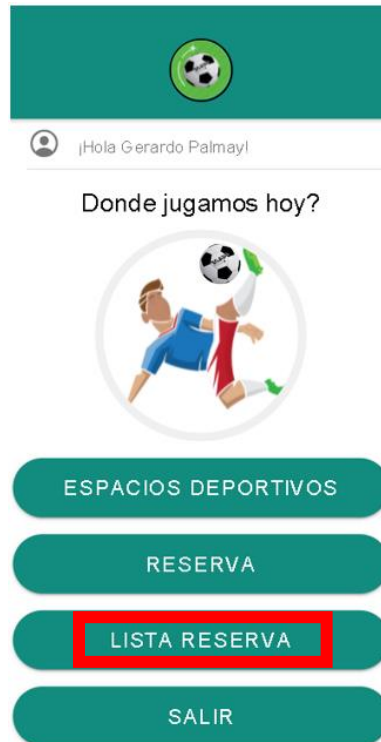 ¡Hola Gerardo Palmay!
Donde jugamos hoy?
ESPACIOS DEPORTIVOS
RESERVA
LISTA RESERVA
SALIR